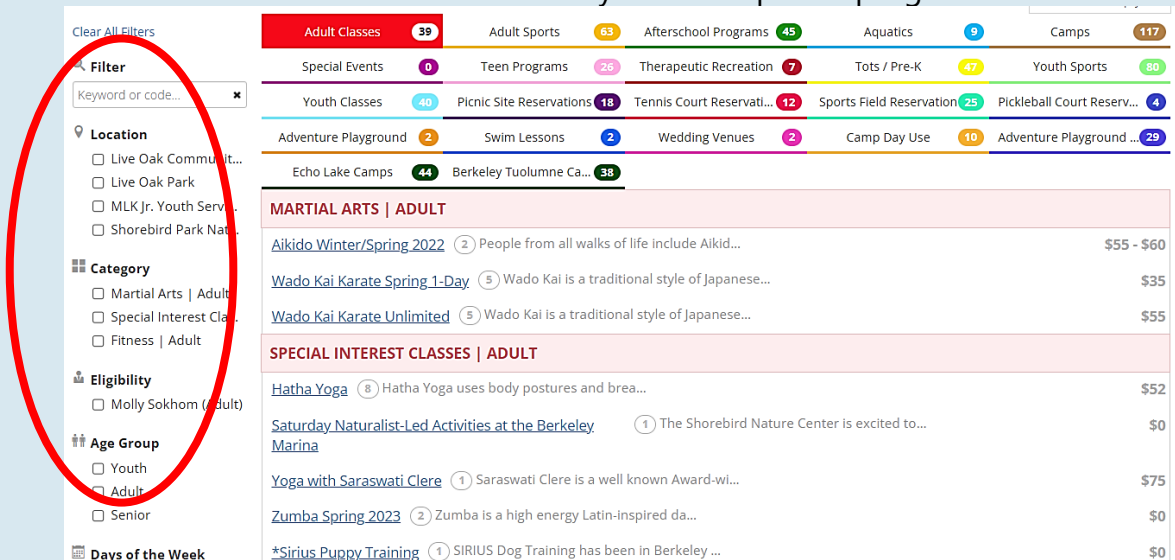 Clear All Filters
Filter
Keyword or code... ×
Location
Live Oak Communit...
Live Oak Park
MLK Jr. Youth Serv...
Shorebird Park Nat...
Category
Martial Arts | Adult
Special Interest Cla...
Fitness | Adult
Eligibility
Molly Sokhom (Adult)
Age Group
Youth
Adult
Senior
Days of the Week
Adult Classes 39 Adult Sports 63 Afterschool Programs 45 Aquatics 9 Camps 117
Special Events 0 Teen Programs 26 Therapeutic Recreation 7 Tots / Pre-K 47 Youth Sports 80
Youth Classes 40 Picnic Site Reservations 18 Tennis Court Reservati... 12 Sports Field Reservation 25 Pickleball Court Reserv... 4
Adventure Playground 2 Swim Lessons 2 Wedding Venues 2 Camp Day Use 10 Adventure Playground ... 29
Echo Lake Camps 44 Berkeley Tuolumne Ca... 38
MARTIAL ARTS | ADULT
Aikido Winter/Spring 2022 2 People from all walks of life include Aikid... $55 - $60
Wado Kai Karate Spring 1-Day 5 Wado Kai is a traditional style of Japanese... $35
Wado Kai Karate Unlimited 5 Wado Kai is a traditional style of Japanese... $55
SPECIAL INTEREST CLASSES | ADULT
Hatha Yoga 8 Hatha Yoga uses body postures and brea... $52
Saturday Naturalist-Led Activities at the Berkeley 1 The Shorebird Nature Center is excited to... $0
Marina
Yoga with Saraswati Clere 1 Saraswati Clere is a well known Award-wi... $75
Zumba Spring 2023 2 Zumba is a high energy Latin-inspired da... $0
*Sirius Puppy Training 1 SIRIUS Dog Training has been in Berkeley ... $0